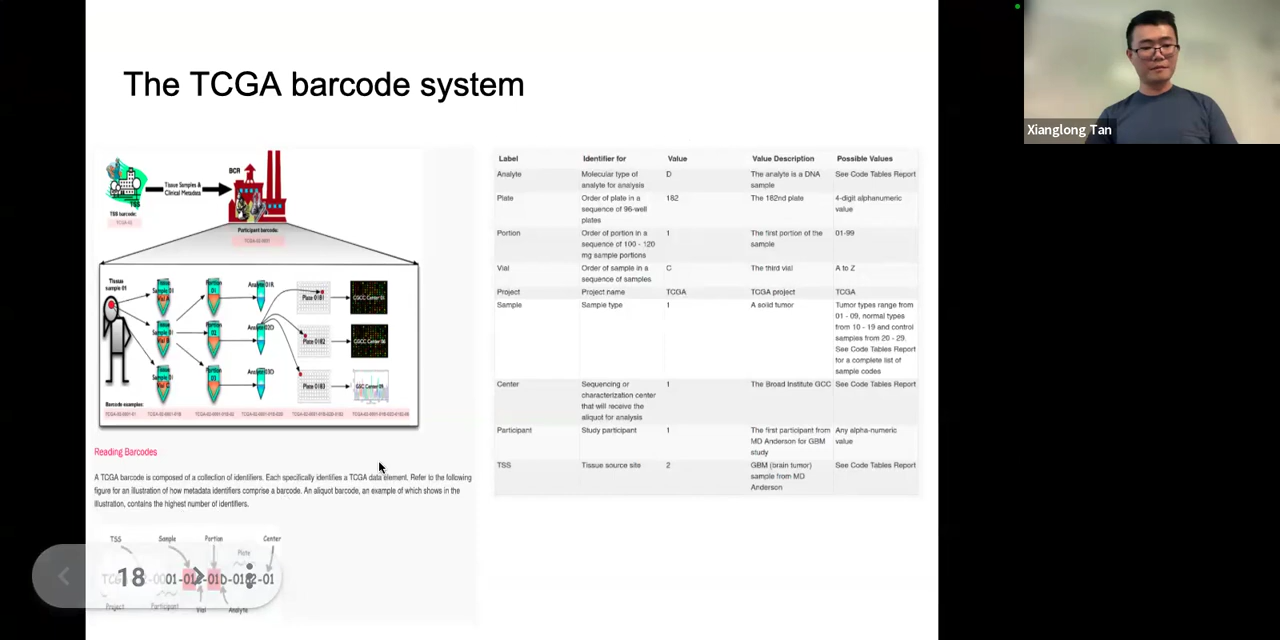 The TCGA barcode system
Xianglong Tan
BCR
Tissue Samples &
Clinical Metadata
TSS barcode:
TCGA-02
Participant barcode:
TCGA-02-0001
Tissue
sample 01
Plate 0182
Barcode examples:
Reading Barcodes
A TCGA barcode is composed of a collection of identifiers. Each specifically identifies a TCGA data element. Refer to the following
figure for an illustration of how metadata identifiers comprise a barcode. An aliquot barcode, an example of which shows in the
illustration, contains the highest number of identifiers.
TSS Sample Portion Center
Plate
18
Project Participant Vial Analyte
Label Identifier for Value Value Description Possible Values
Analyte Molecular type of analyte for analysis D The analyte is a DNA sample See Code Tables Report
Plate Order of plate in a sequence of 96-well plates 182 The 182nd plate 4-digit alphanumeric value
Portion Order of portion in a sequence of 100 - 120 mg sample portions 1 The first portion of the sample 01-99
Vial Order of sample in a sequence of samples C The third vial A to Z
Project Project name TCGA TCGA project TCGA
Sample Sample type 1 A solid tumor Tumor types range from 01 - 09, normal types from 10 - 19 and control samples from 20 - 29. See Code Tables Report for a complete list of sample codes
Center Sequencing or characterization center that will receive the aliquot for analysis 1 The Broad Institute GCC See Code Tables Report
Participant Study participant 1 The first participant from MD Anderson for GBM study Any alpha-numeric value
TSS Tissue source site 2 GBM (brain tumor) sample from MD Anderson See Code Tables Report